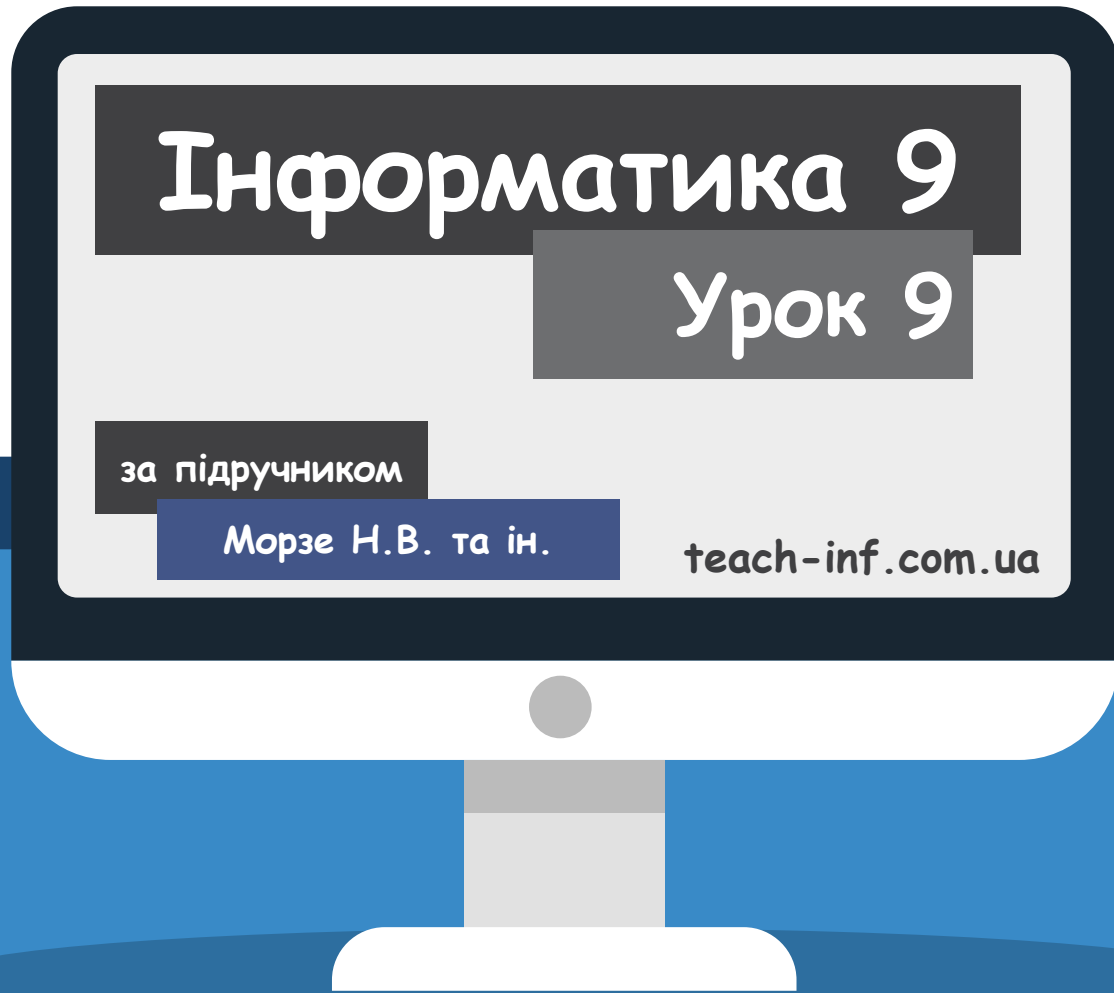 Інформатика 9
Урок 9
за підручником
Морзе Н.В. та ін.
teach-inf.com.ua